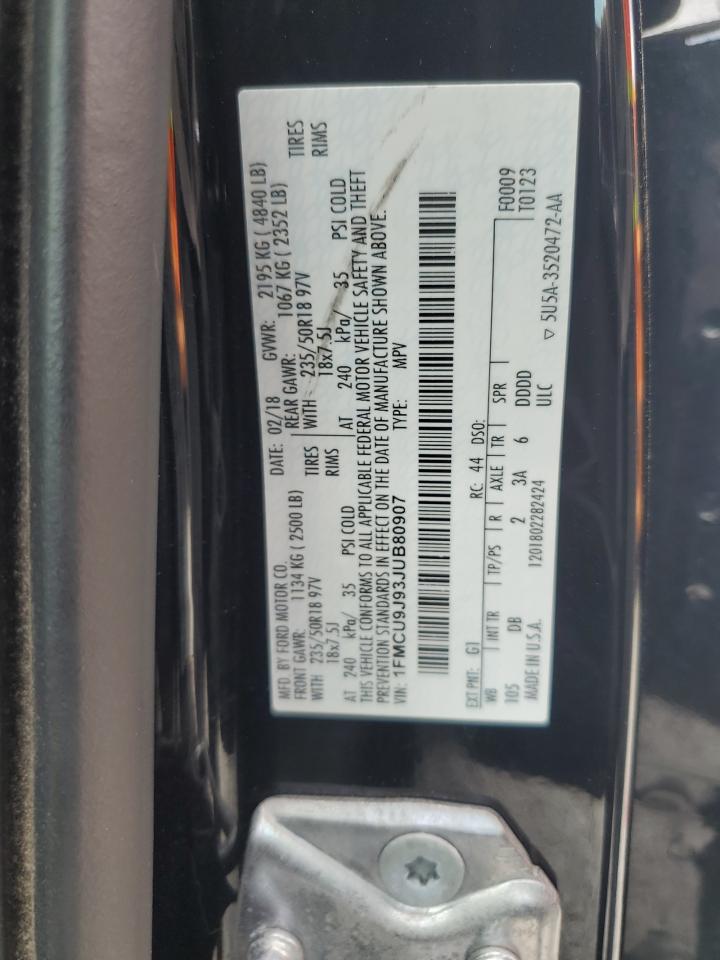 MFD. BY FORD MOTOR CO.
DATE: 02/18 GVWR: 2195 KG ( 4840 LB)
FRONT GAWR: 1134 KG ( 2500 LB)
REAR GAWR: 1067 KG ( 2352 LB)
WITH 235/50R18 97V TIRES
WITH 235/50R18 97V TIRES
18x7.5J RIMS
18x7.5J RIMS
AT 240 kPa/ 35 PSI COLD
AT 240 kPa/ 35 PSI COLD
THIS VEHICLE CONFORMS TO ALL APPLICABLE FEDERAL MOTOR VEHICLE SAFETY AND THEFT
PREVENTION STANDARDS IN EFFECT ON THE DATE OF MANUFACTURE SHOWN ABOVE.
VIN: 1FMCU9J93JUB80907 TYPE: MPV
EXT PNT: G1 RC: 44 DSO: F0009
WB INT TR TP/PS R AXLE TR SPR T0123
105 DB 2 3A 6 DDDD
MADE IN U.S.A. 1201802282424 ULC ▽ 5U5A-3520472-AA